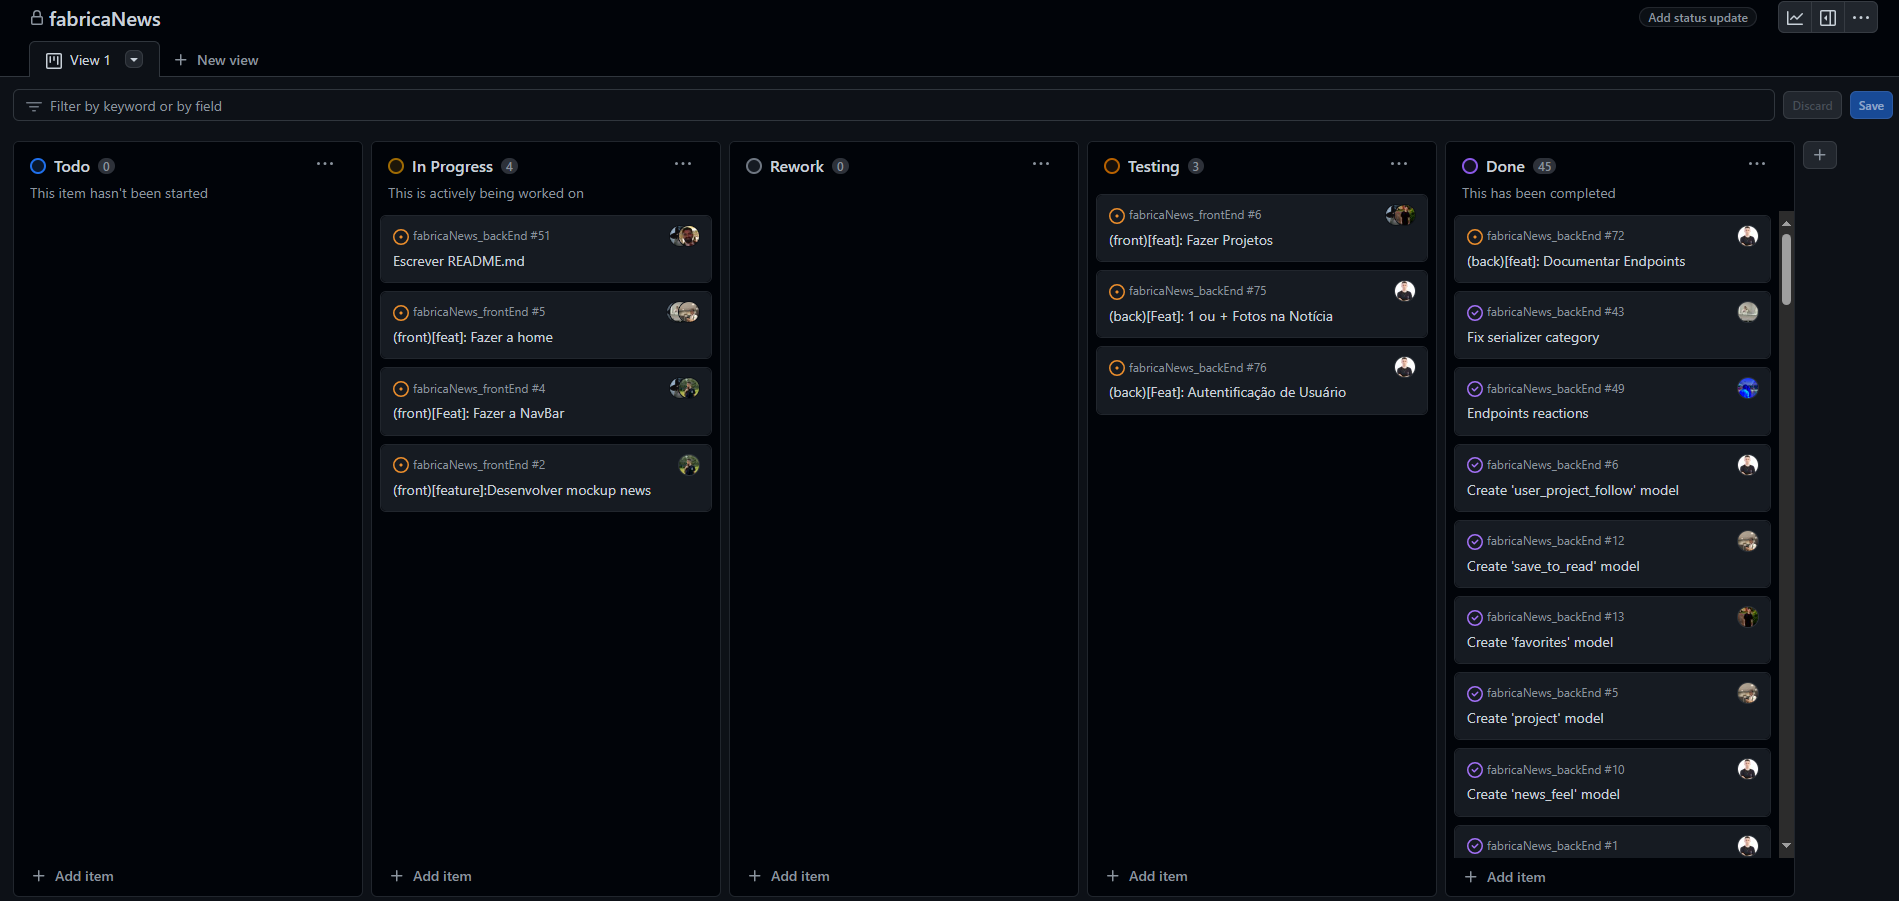 fabricaNews
Add status update
View 1
New view
Filter by keyword or by field
Discard
Save
Todo 0
This item hasn't been started
Add item
In Progress 4
This is actively being worked on
fabricaNews_backEnd #51
Escrever README.md
fabricaNews_frontEnd #5
(front)[feat]: Fazer a home
fabricaNews_frontEnd #4
(front)[Feat]: Fazer a NavBar
fabricaNews_frontEnd #2
(front)[feature]:Desenvolver mockup news
Add item
Rework 0
Add item
Testing 3
fabricaNews_frontEnd #6
(front)[feat]: Fazer Projetos
fabricaNews_backEnd #75
(back)[Feat]: 1 ou + Fotos na Notícia
fabricaNews_backEnd #76
(back)[Feat]: Autentificação de Usuário
Add item
Done 45
This has been completed
fabricaNews_backEnd #72
(back)[feat]: Documentar Endpoints
fabricaNews_backEnd #43
Fix serializer category
fabricaNews_backEnd #49
Endpoints reactions
fabricaNews_backEnd #6
Create 'user_project_follow' model
fabricaNews_backEnd #12
Create 'save_to_read' model
fabricaNews_backEnd #13
Create 'favorites' model
fabricaNews_backEnd #5
Create 'project' model
fabricaNews_backEnd #10
Create 'news_feel' model
fabricaNews_backEnd #1
Add item